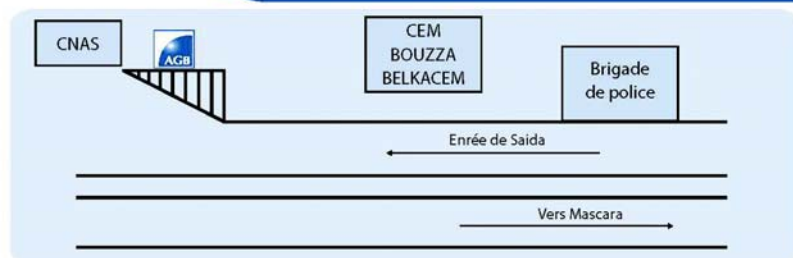 CNAS
AGB
CEM
BOUZZA
BELKACEM
Brigade
de police
Enrée de Saida
Vers Mascara